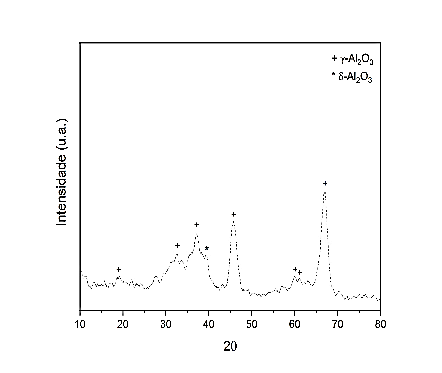 + γ-Al₂O₃
* δ-Al₂O₃
Intensidade (u.a.)
10 20 30 40 50 60 70 80
2θ